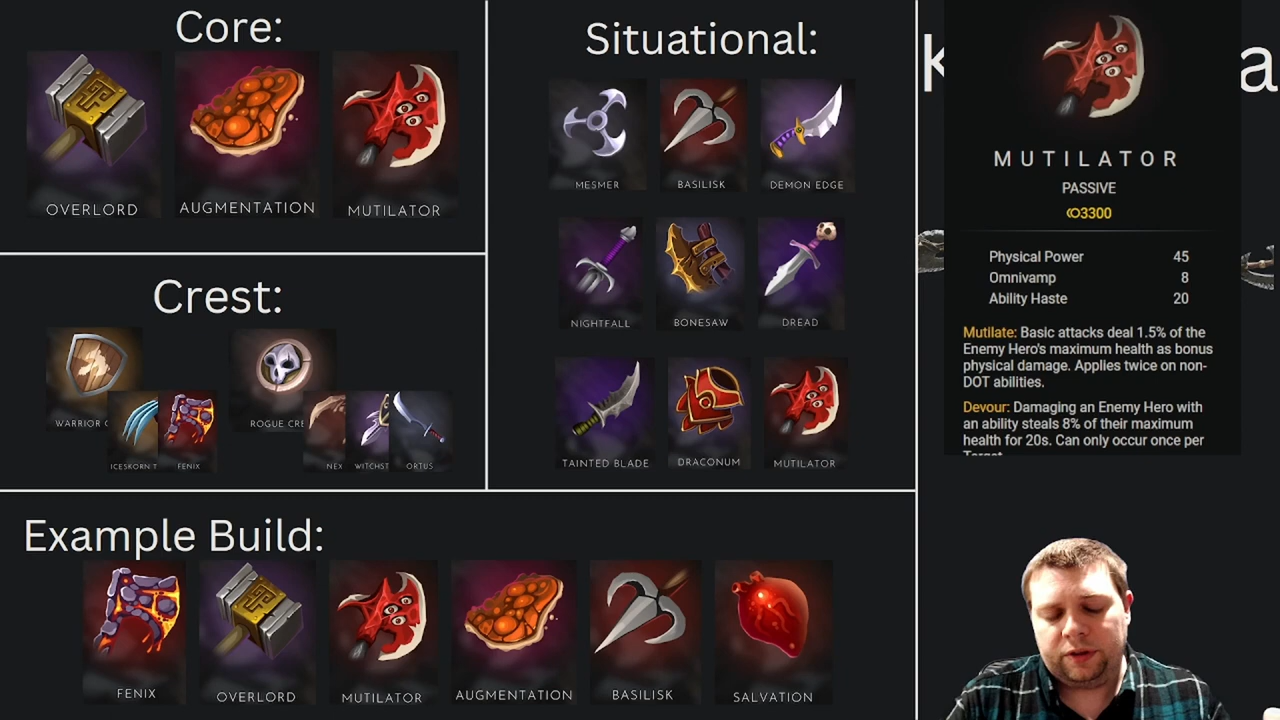 Core:
OVERLORD
AUGMENTATION
MUTILATOR
Crest:
WARRIOR C
ICESKORN T
FENIX
ROGUE CRE
NEX
WITCHST
ORTUS
Situational:
MESMER
BASILISK
DEMON EDGE
NIGHTFALL
BONESAW
DREAD
TAINTED BLADE
DRACONUM
MUTILATOR
Example Build:
FENIX
OVERLORD
MUTILATOR
AUGMENTATION
BASILISK
SALVATION
K
a
MUTILATOR
PASSIVE
3300
Physical Power 45
Omnivamp 8
Ability Haste 20
Mutilate: Basic attacks deal 1.5% of the
Enemy Hero's maximum health as bonus
physical damage. Applies twice on non-
DOT abilities.
Devour: Damaging an Enemy Hero with
an ability steals 8% of their maximum
health for 20s. Can only occur once per
Target.